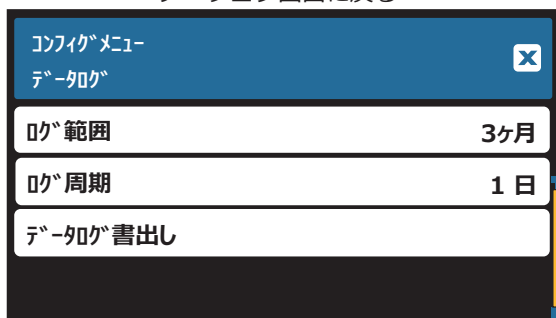 ｺﾝﾌｨｸﾞﾒﾆｭｰ
ﾃﾞｰﾀﾛｸﾞ
ﾛｸﾞ範囲 3ヶ月
ﾛｸﾞ周期 1 日
ﾃﾞｰﾀﾛｸﾞ書出し